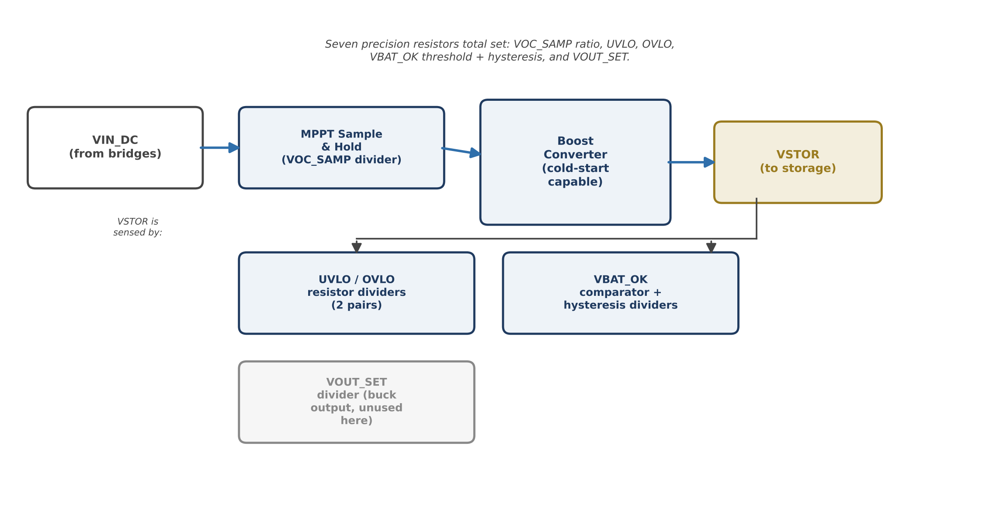 Seven precision resistors total set: VOC_SAMP ratio, UVLO, OVLO,
VBAT_OK threshold + hysteresis, and VOUT_SET.
VIN_DC
(from bridges)
MPPT Sample
& Hold
(VOC_SAMP divider)
Boost
Converter
(cold-start
capable)
VSTOR
(to storage)
VSTOR is
sensed by:
UVLO / OVLO
resistor dividers
(2 pairs)
VBAT_OK
comparator +
hysteresis dividers
VOUT_SET
divider (buck
output, unused
here)